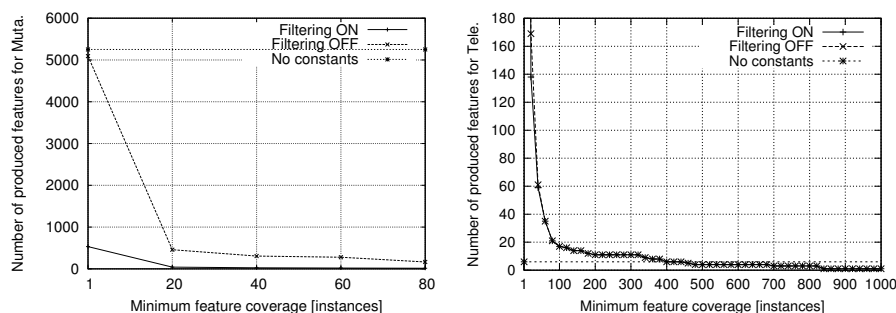 Number of produced features for Muta.
6000
5000
4000
3000
2000
1000
0
Filtering ON
Filtering OFF
No constants
1 20 40 60 80
Minimum feature coverage [instances]
Number of produced features for Tele.
180
160
140
120
100
80
60
40
20
0
Filtering ON
Filtering OFF
No constants
1 100 200 300 400 500 600 700 800 900 1000
Minimum feature coverage [instances]